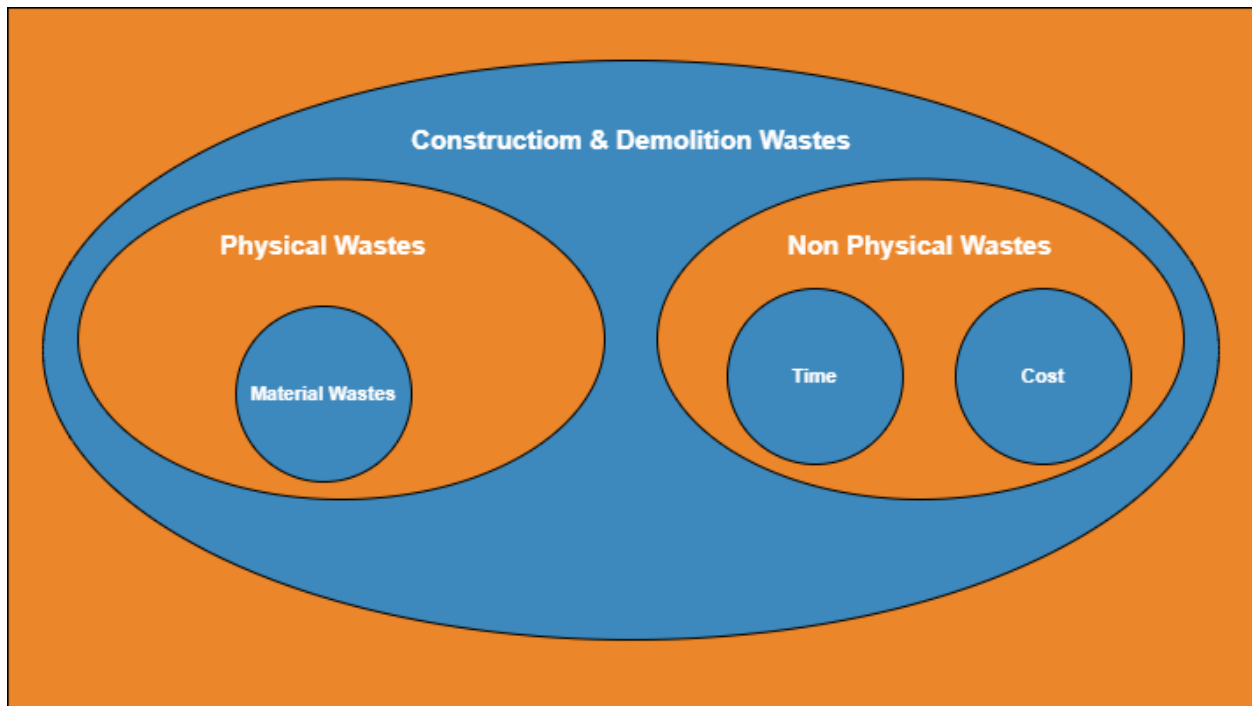 Constructiom & Demolition Wastes
Physical Wastes
Non Physical Wastes
Material Wastes
Time
Cost